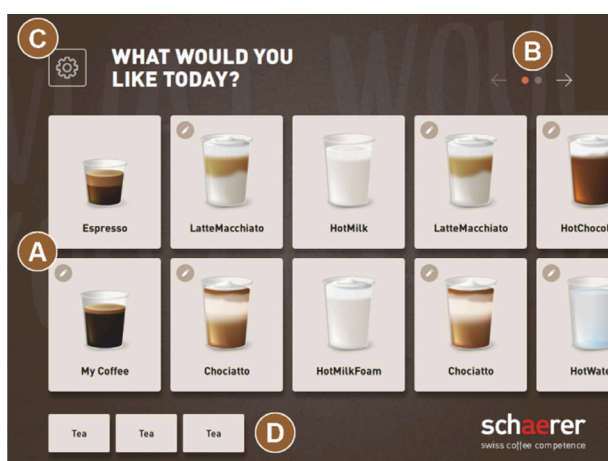 C
B
WHAT WOULD YOU
LIKE TODAY?
Espresso
LatteMacchiato
HotMilk
LatteMacchiato
HotChocol
A
My Coffee
Chociatto
HotMilkFoam
Chociatto
HotWate
Tea
Tea
Tea
D
schaerer
swiss coffee competence